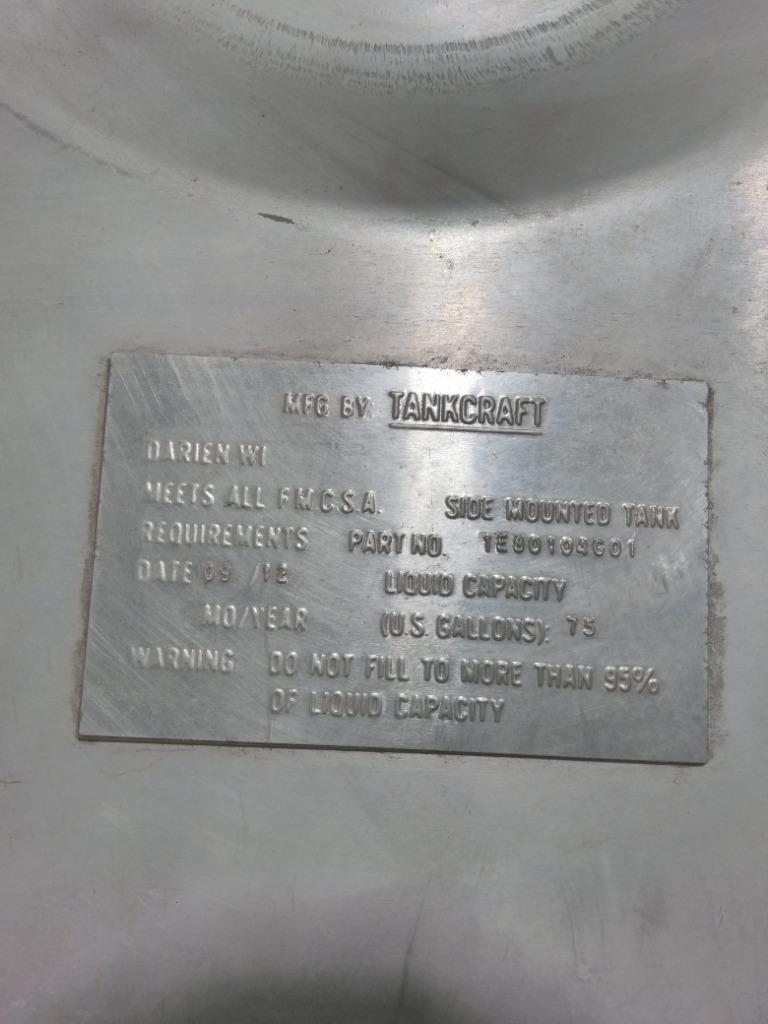 MFG BY: TANKCRAFT
DARIEN WI
MEETS ALL F.M.C.S.A. SIDE MOUNTED TANK
REQUIREMENTS PART NO. 1E80104G01
DATE 09 /12 LIQUID CAPACITY
MO/YEAR (U.S. GALLONS): 75
WARNING: DO NOT FILL TO MORE THAN 95%
OF LIQUID CAPACITY